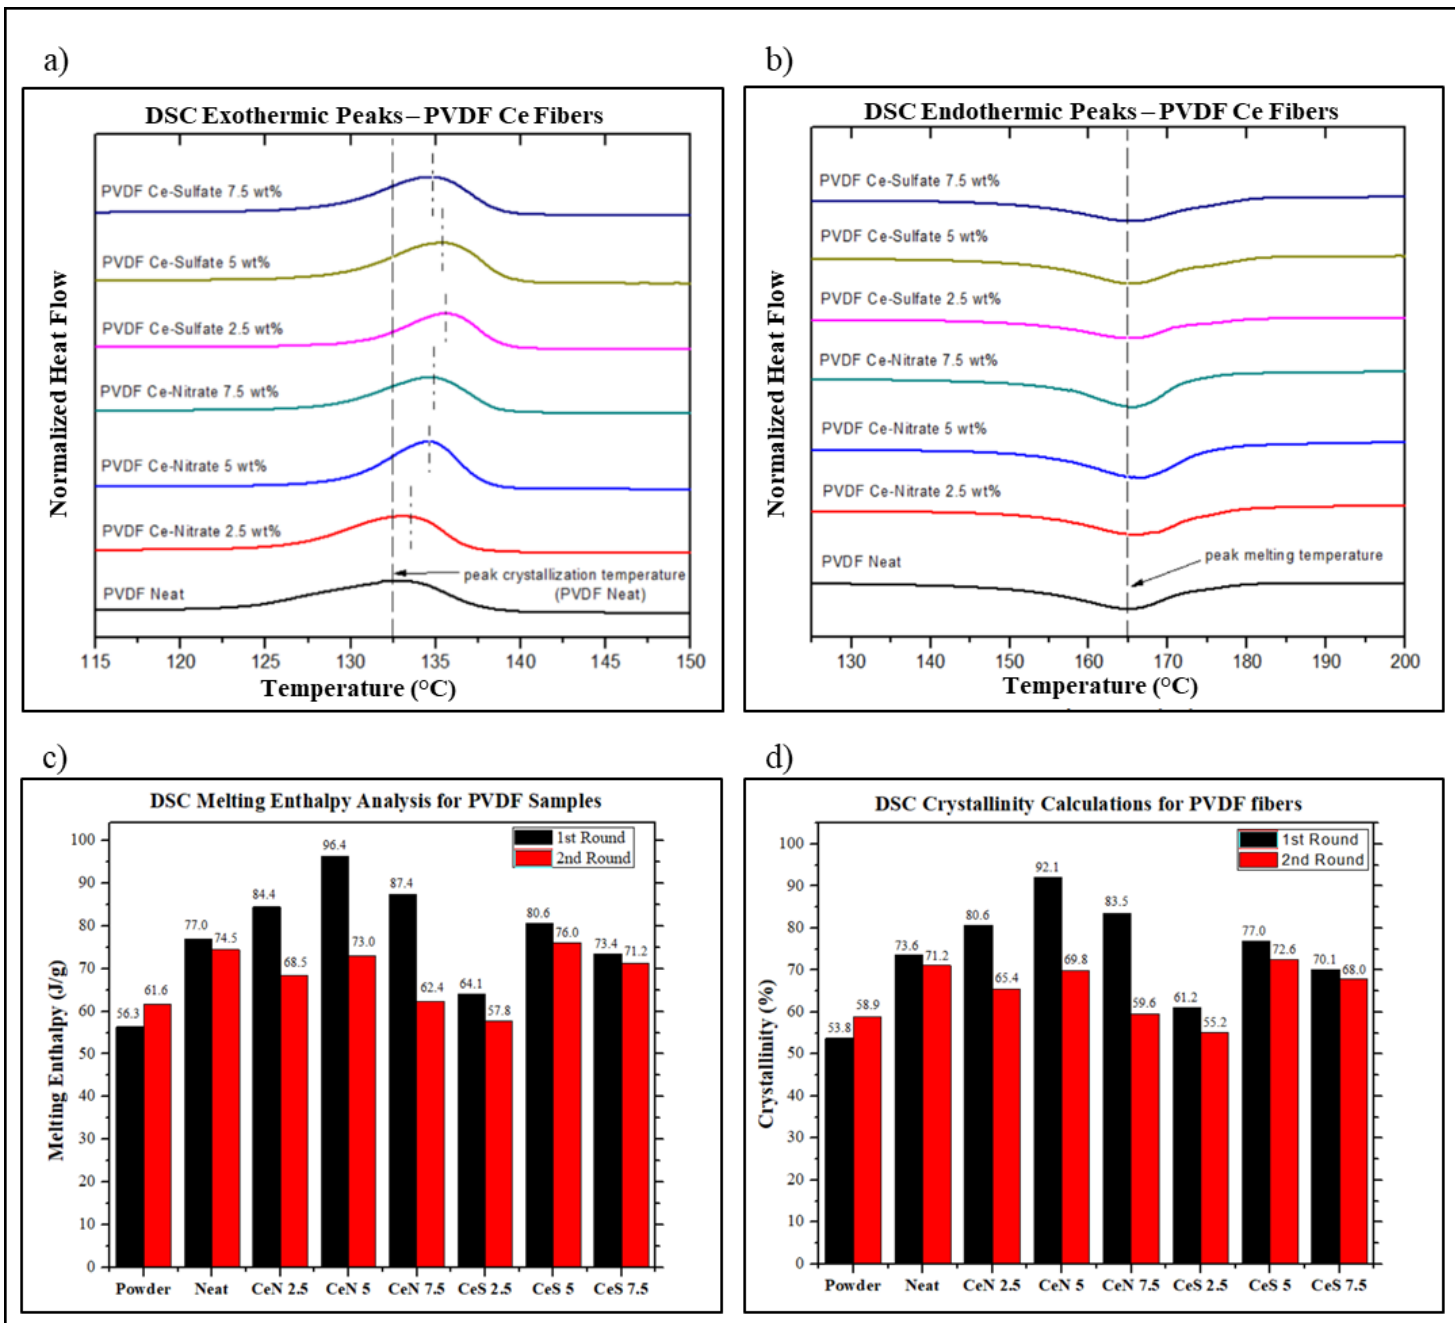 a)
DSC Exothermic Peaks – PVDF Ce Fibers
Normalized Heat Flow
PVDF Ce-Sulfate 7.5 wt%
PVDF Ce-Sulfate 5 wt%
PVDF Ce-Sulfate 2.5 wt%
PVDF Ce-Nitrate 7.5 wt%
PVDF Ce-Nitrate 5 wt%
PVDF Ce-Nitrate 2.5 wt%
PVDF Neat
peak crystallization temperature
(PVDF Neat)
115 120 125 130 135 140 145 150
Temperature (°C)
b)
DSC Endothermic Peaks – PVDF Ce Fibers
Normalized Heat Flow
PVDF Ce-Sulfate 7.5 wt%
PVDF Ce-Sulfate 5 wt%
PVDF Ce-Sulfate 2.5 wt%
PVDF Ce-Nitrate 7.5 wt%
PVDF Ce-Nitrate 5 wt%
PVDF Ce-Nitrate 2.5 wt%
PVDF Neat
peak melting temperature
130 140 150 160 170 180 190 200
Temperature (°C)
c)
DSC Melting Enthalpy Analysis for PVDF Samples
1st Round
2nd Round
Melting Enthalpy (J/g)
100
90
80
70
60
50
40
30
20
10
0
56.3 61.6 77.0 74.5 84.4 68.5 96.4 73.0 87.4 62.4 64.1 57.8 80.6 76.0 73.4 71.2
Powder Neat CeN 2.5 CeN 5 CeN 7.5 CeS 2.5 CeS 5 CeS 7.5
d)
DSC Crystallinity Calculations for PVDF fibers
1st Round
2nd Round
Crystallinity (%)
100
90
80
70
60
50
40
30
20
10
0
53.8 58.9 73.6 71.2 80.6 65.4 92.1 69.8 83.5 59.6 61.2 55.2 77.0 72.6 70.1 68.0
Powder Neat CeN 2.5 CeN 5 CeN 7.5 CeS 2.5 CeS 5 CeS 7.5